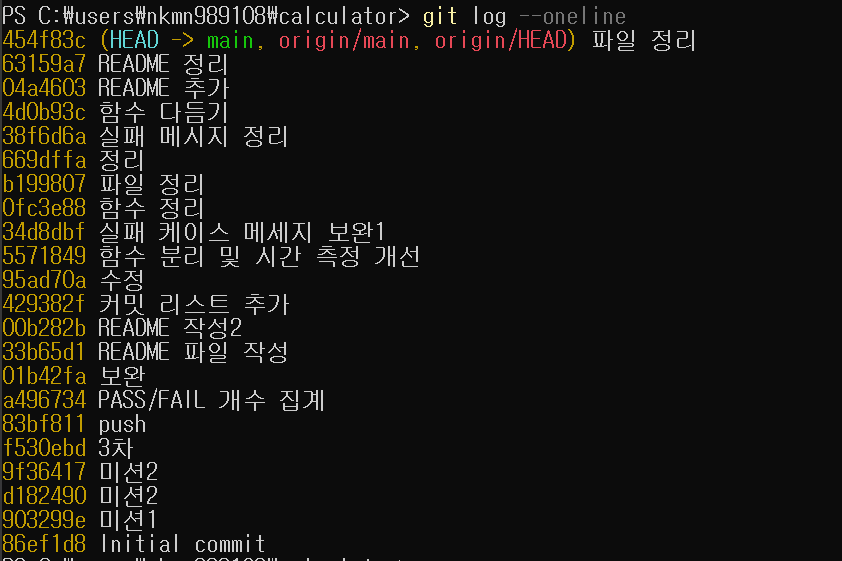 PS C:₩users₩nkmn989108₩calculator> git log --oneline
454f83c (HEAD -> main, origin/main, origin/HEAD) 파일 정리
63159a7 README 정리
04a4603 README 추가
4d0b93c 함수 다듬기
38f6d6a 실패 메시지 정리
669dffa 정리
b199807 파일 정리
0fc3e88 함수 정리
34d8dbf 실패 케이스 메세지 보완1
5571849 함수 분리 및 시간 측정 개선
95ad70a 수정
429382f 커밋 리스트 추가
00b282b README 작성2
33b65d1 README 파일 작성
01b42fa 보완
a496734 PASS/FAIL 개수 집계
83bf811 push
f530ebd 3차
9f36417 미션2
d182490 미션2
903299e 미션1
86ef1d8 Initial commit